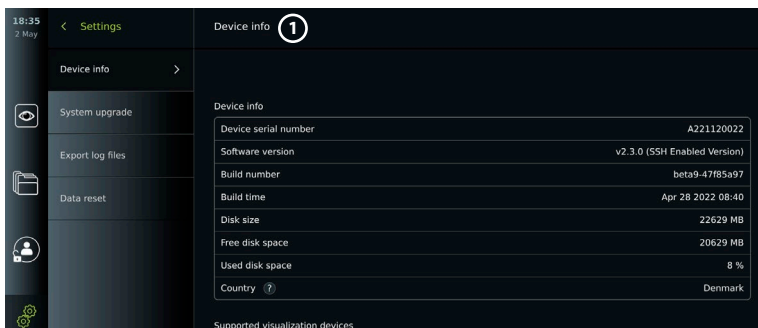 18:35
2 May
Settings
Device info
1
Device info
System upgrade
Export log files
Data reset
Device info
Device serial number A221120022
Software version v2.3.0 (SSH Enabled Version)
Build number beta9-47f85a97
Build time Apr 28 2022 08:40
Disk size 22629 MB
Free disk space 20629 MB
Used disk space 8 %
Country ? Denmark
Supported visualization devices